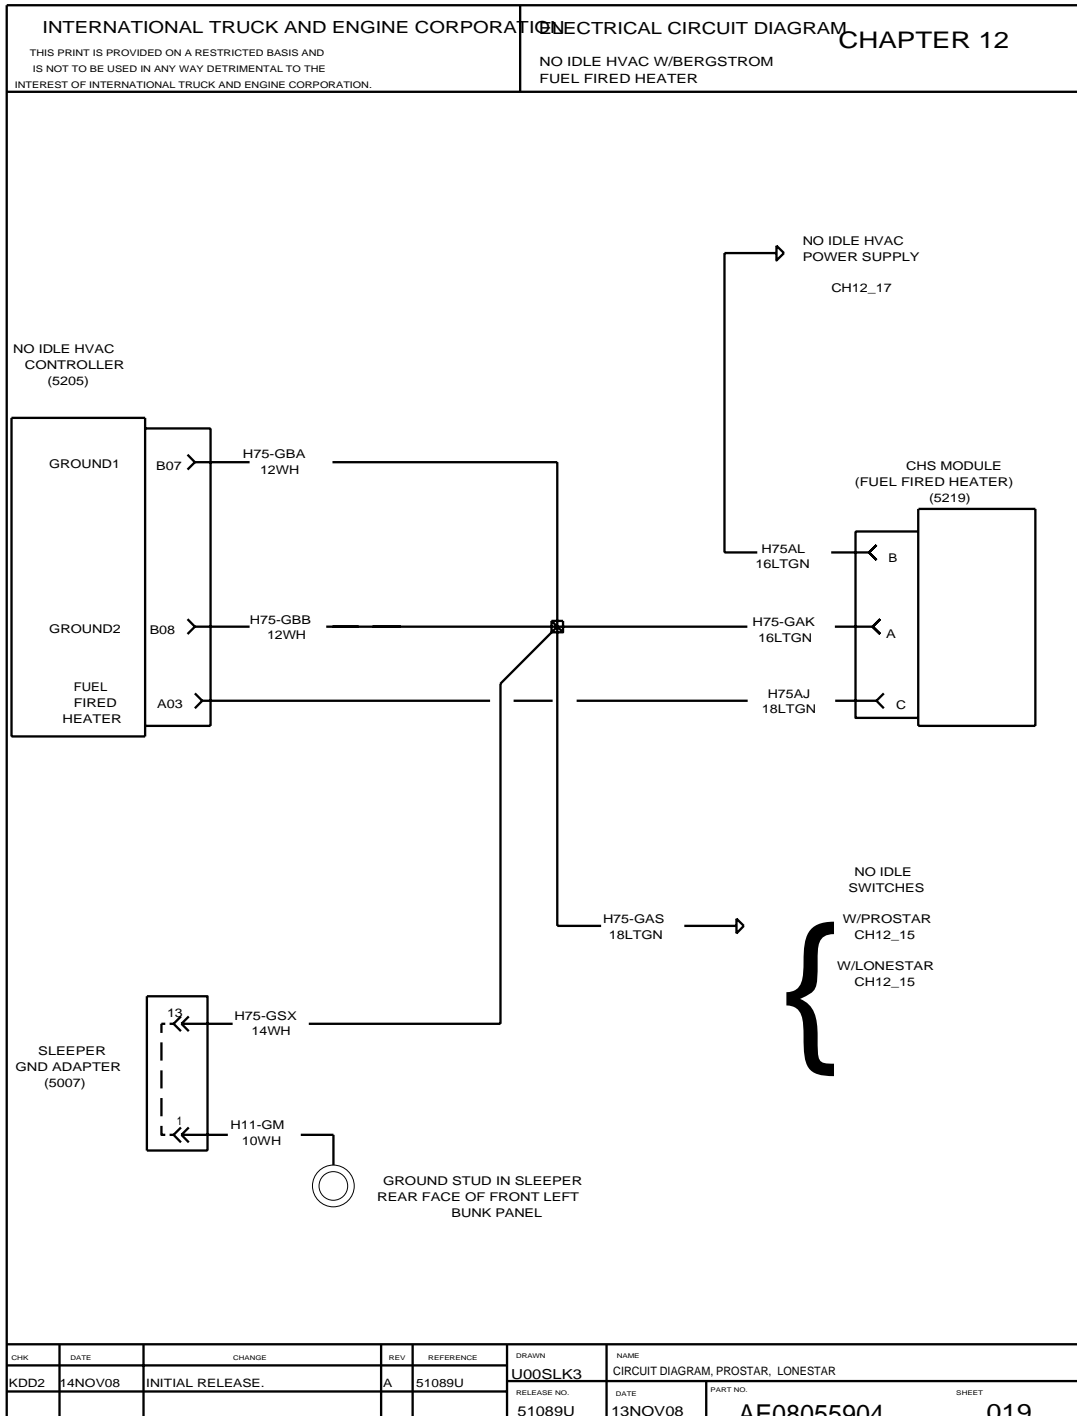 INTERNATIONAL TRUCK AND ENGINE CORPORATION
THIS PRINT IS PROVIDED ON A RESTRICTED BASIS AND
IS NOT TO BE USED IN ANY WAY DETRIMENTAL TO THE
INTEREST OF INTERNATIONAL TRUCK AND ENGINE CORPORATION.
ELECTRICAL CIRCUIT DIAGRAM
CHAPTER 12
NO IDLE HVAC W/BERGSTROM
FUEL FIRED HEATER
NO IDLE HVAC
POWER SUPPLY
CH12_17
NO IDLE HVAC
CONTROLLER
(5205)
GROUND1
B07
H75-GBA
12WH
CHS MODULE
(FUEL FIRED HEATER)
(5219)
H75AL
16LTGN
B
GROUND2
B08
H75-GBB
12WH
H75-GAK
16LTGN
A
FUEL
FIRED
HEATER
A03
H75AJ
18LTGN
C
NO IDLE
SWITCHES
W/PROSTAR
CH12_15
W/LONESTAR
CH12_15
{
H75-GAS
18LTGN
SLEEPER
GND ADAPTER
(5007)
13
H75-GSX
14WH
1
H11-GM
10WH
GROUND STUD IN SLEEPER
REAR FACE OF FRONT LEFT
BUNK PANEL
CHK DATE CHANGE REV REFERENCE
KDD2 14NOV08 INITIAL RELEASE. A 51089U
DRAWN
U00SLK3
NAME
CIRCUIT DIAGRAM, PROSTAR, LONESTAR
RELEASE NO.
51089U
DATE
13NOV08
PART NO.
AE08055904
SHEET
019